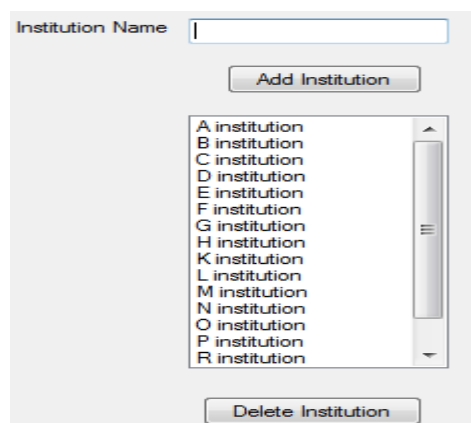 Institution Name
Add Institution
A institution
B institution
C institution
D institution
E institution
F institution
G institution
H institution
K institution
L institution
M institution
N institution
O institution
P institution
R institution
Delete Institution